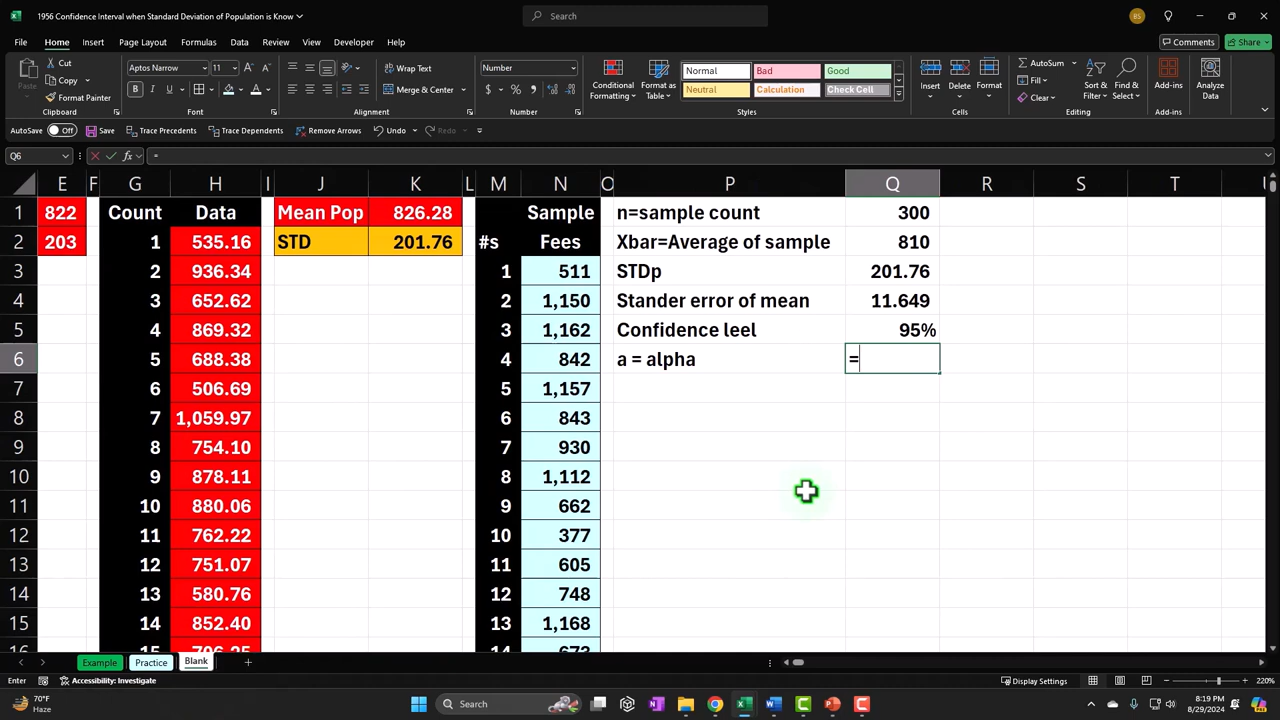 1956 Confidence Interval when Standard Deviation of Population is Know
Search
BS
File Home Insert Page Layout Formulas Data Review View Developer Help
Comments Share
Paste
Cut
Copy
Format Painter
Clipboard
Aptos Narrow 11
B I U
Font
Wrap Text
Merge & Center
Alignment
Number
$ % 9
Number
Conditional Formatting
Format as Table
Normal Bad Good
Neutral Calculation Check Cell
Styles
Insert Delete Format
Cells
AutoSum
Fill
Clear
Sort & Filter
Find & Select
Editing
Add-ins
Add-ins
Analyze Data
AutoSave Off Save Trace Precedents Trace Dependents Remove Arrows Undo Redo
Q6 fx =
E F G H I J K L M N O P Q R S T
1 822 Count Data Mean Pop 826.28 Sample n=sample count 300
2 203 1 535.16 STD 201.76 #s Fees Xbar=Average of sample 810
3 2 936.34 1 511 STDp 201.76
4 3 652.62 2 1,150 Stander error of mean 11.649
5 4 869.32 3 1,162 Confidence leel 95%
6 5 688.38 4 842 a = alpha =
7 6 506.69 5 1,157
8 7 1,059.97 6 843
9 8 754.10 7 930
10 9 878.11 8 1,112
11 10 880.06 9 662
12 11 762.22 10 377
13 12 751.07 11 605
14 13 580.76 12 748
15 14 852.40 13 1,168
16 15 706.25 14 673
Example Practice Blank
Enter Accessibility: Investigate Display Settings 220%
70°F
Haze
Search
8:19 PM
8/29/2024